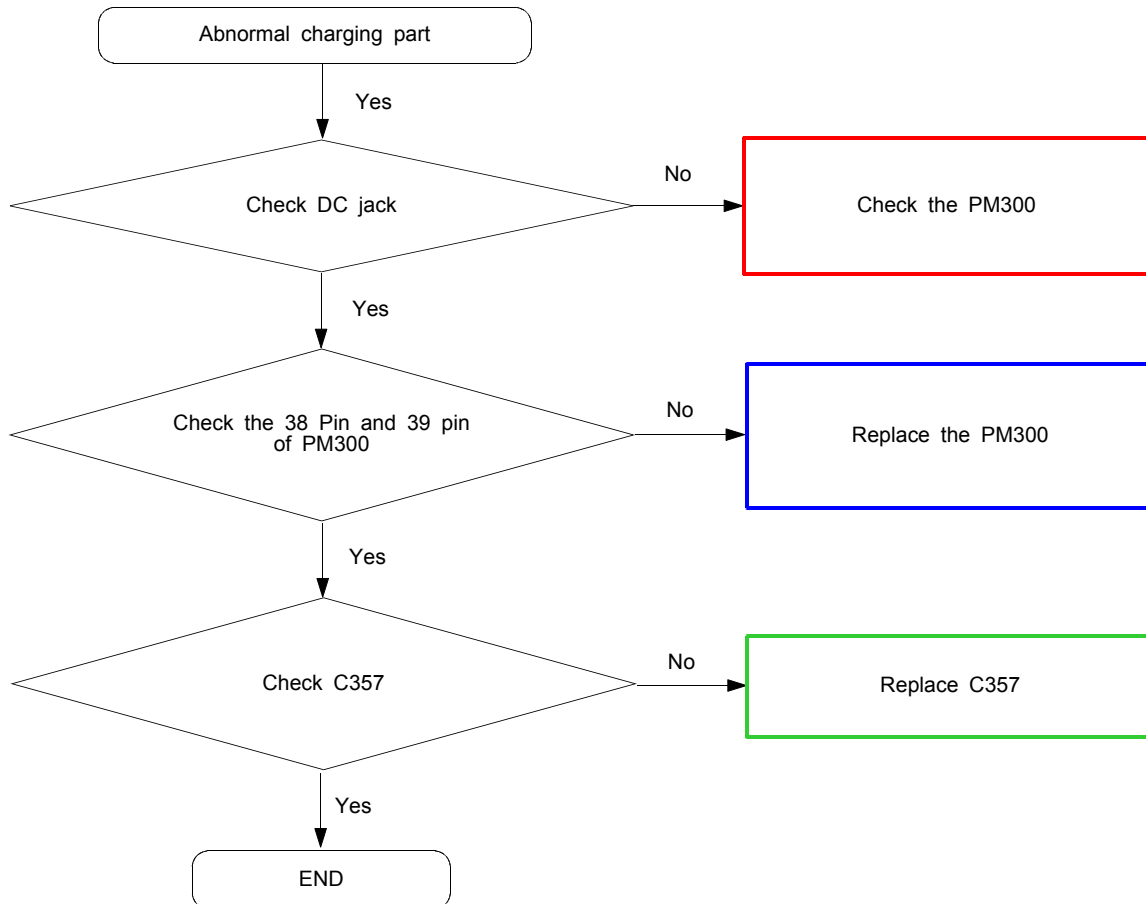 Abnormal charging part
Yes
Check DC jack
No
Check the PM300
Yes
Check the 38 Pin and 39 pin
of PM300
No
Replace the PM300
Yes
Check C357
No
Replace C357
Yes
END